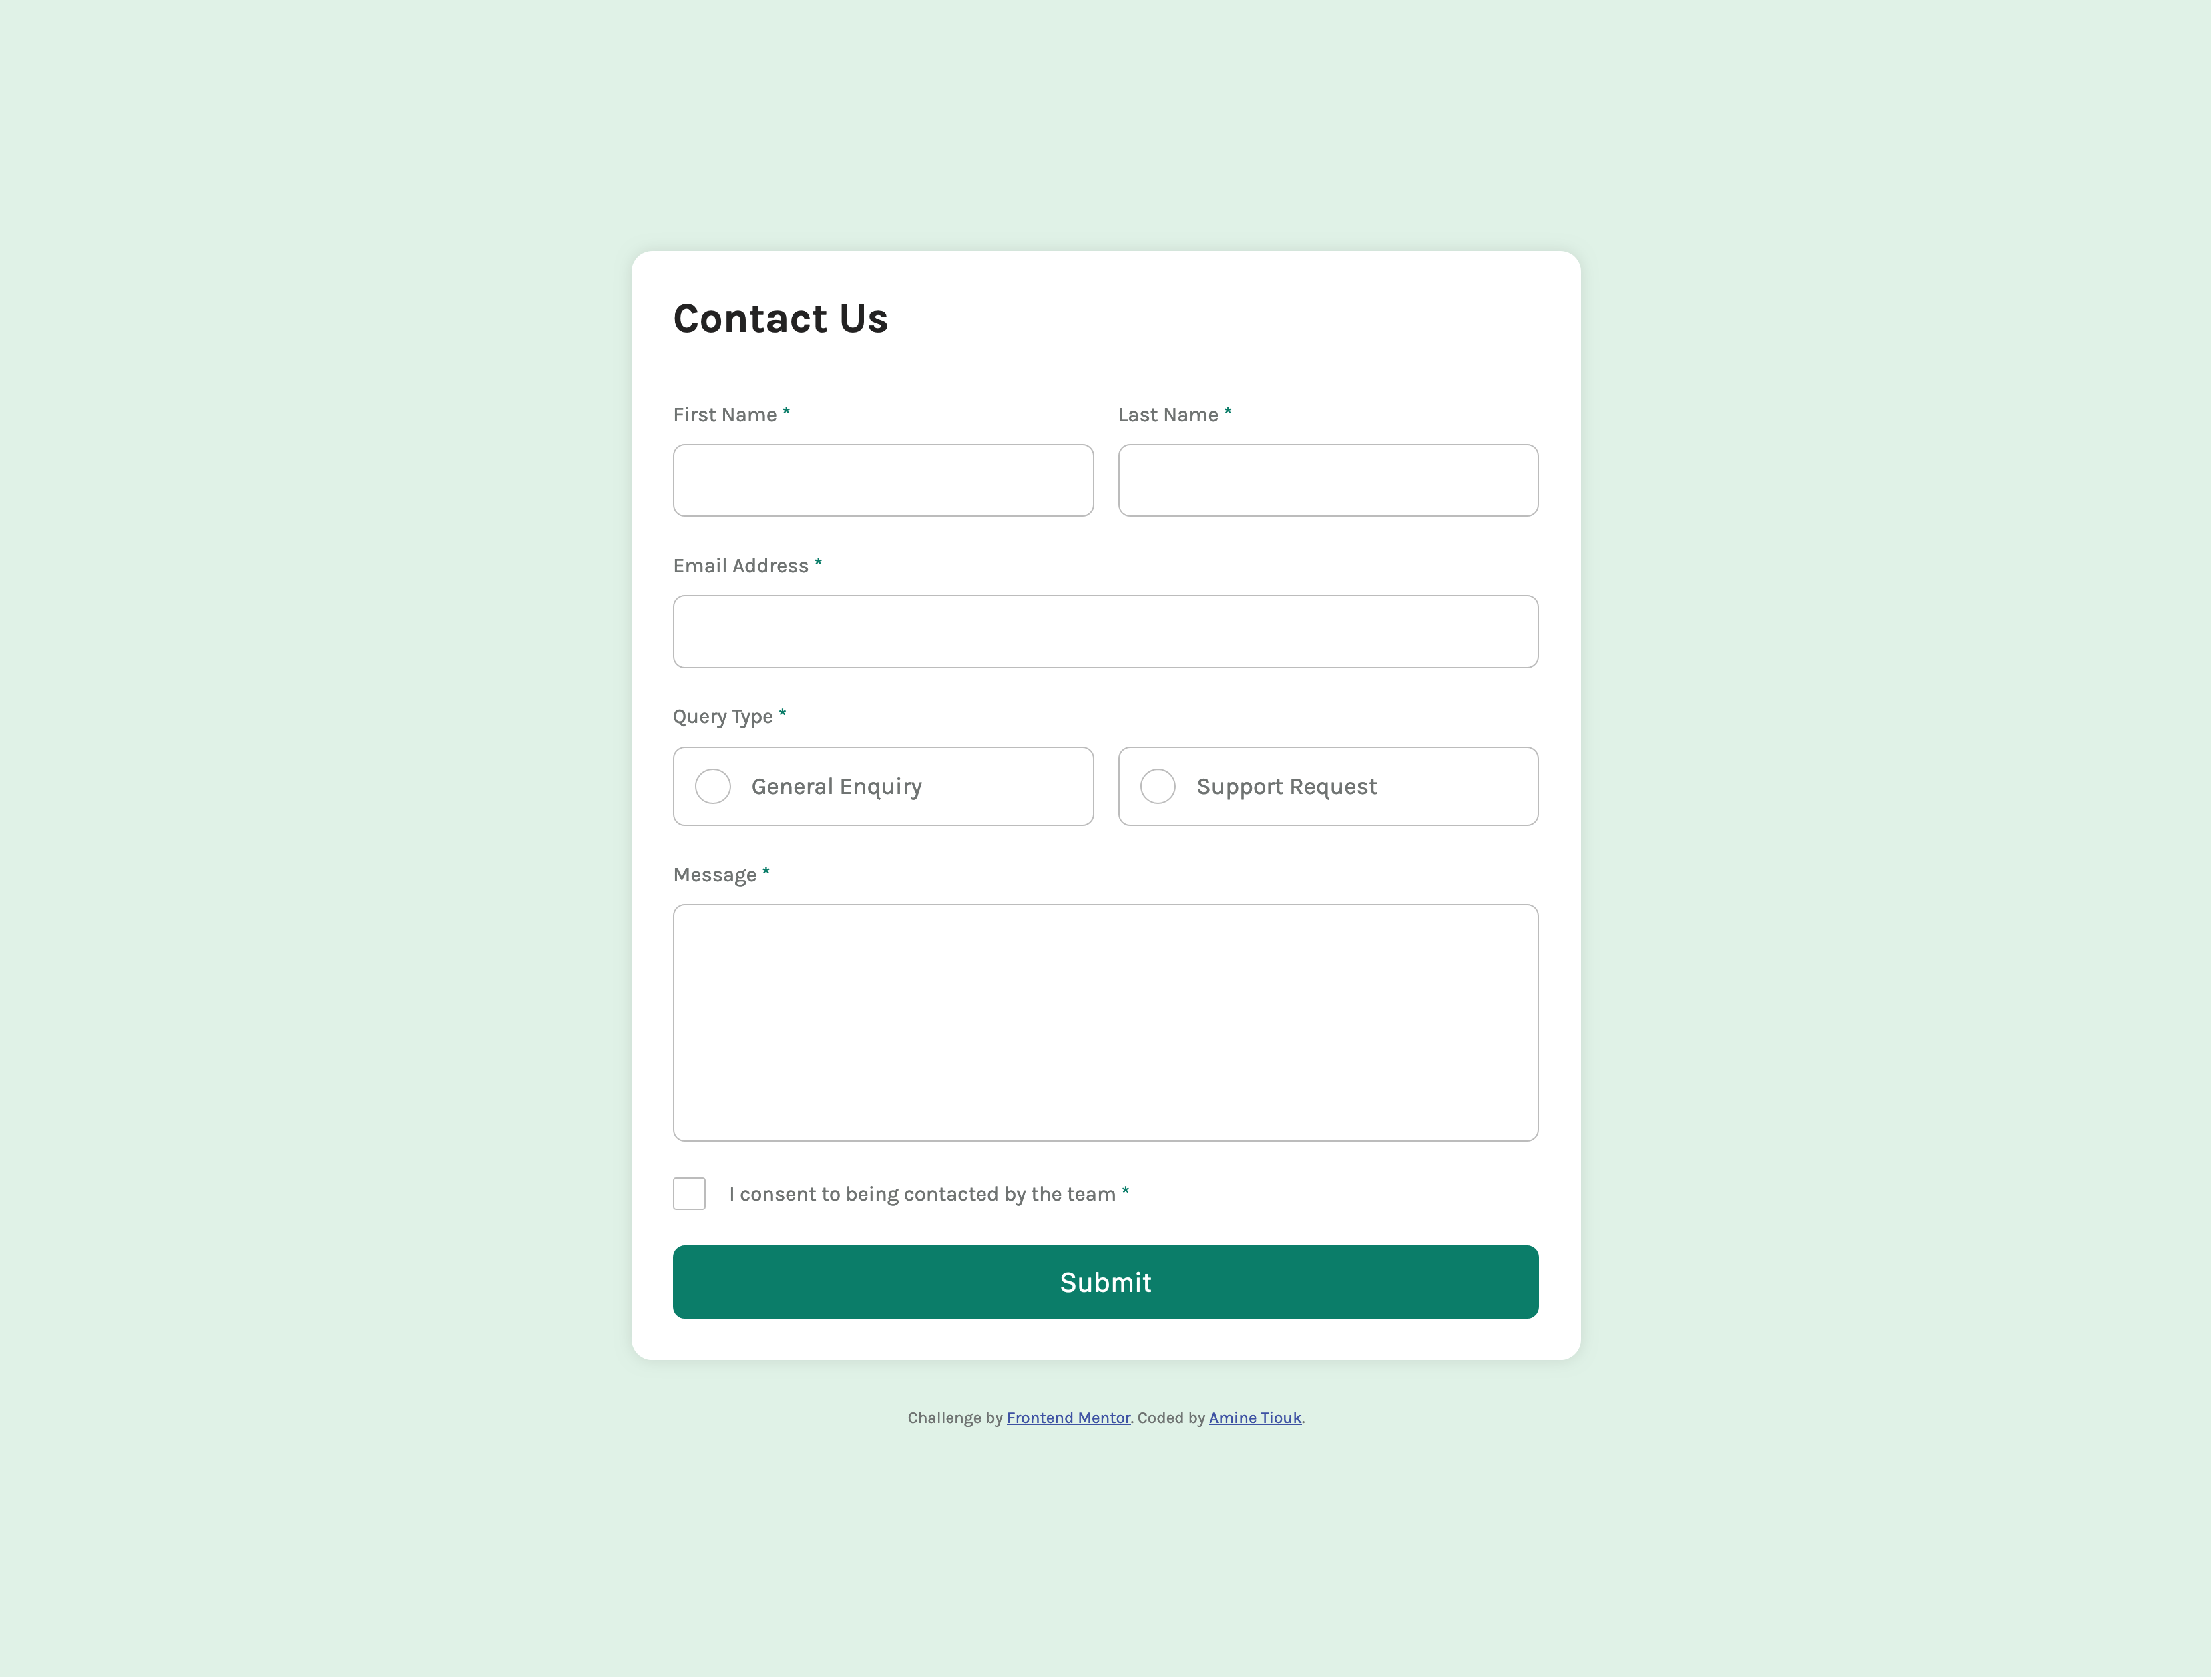 Contact Us
First Name *
Last Name *
Email Address *
Query Type *
General Enquiry
Support Request
Message *
I consent to being contacted by the team *
Submit
Challenge by Frontend Mentor. Coded by Amine Tiouk.